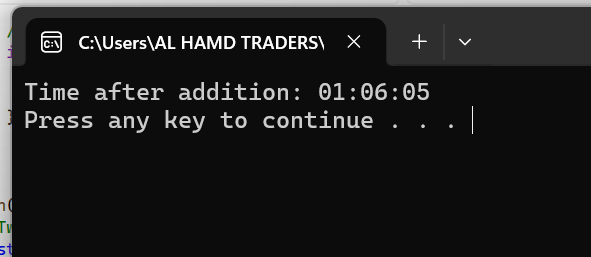 C:\Users\AL HAMD TRADERS\
Time after addition: 01:06:05
Press any key to continue . . .